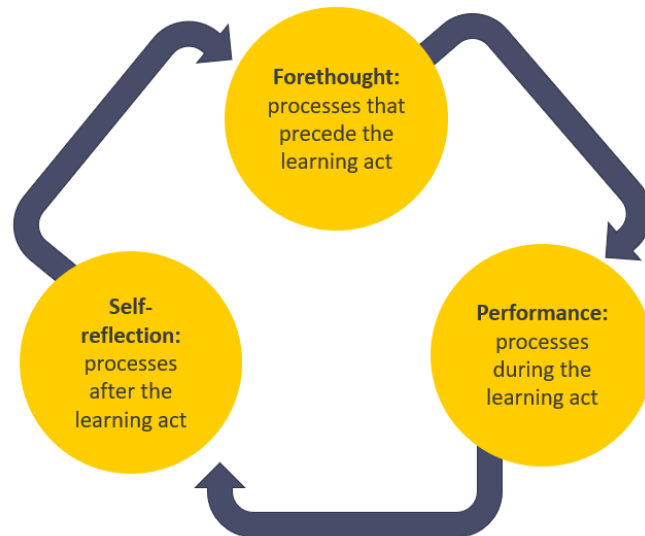 Forethought:
processes that
precede the
learning act
Performance:
processes
during the
learning act
Self-
reflection:
processes
after the
learning act